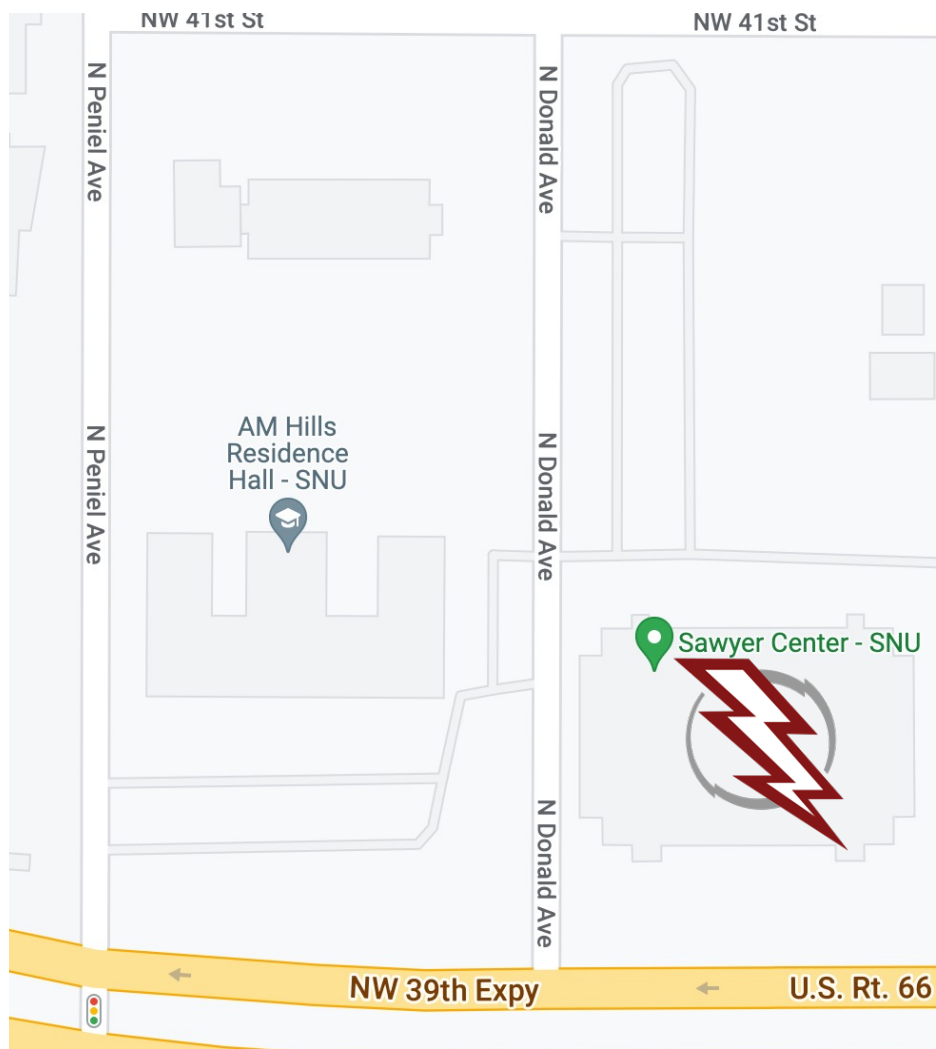 NW 41st St
NW 41st St
N Peniel Ave
N Donald Ave
AM Hills
Residence
Hall - SNU
N Peniel Ave
N Donald Ave
Sawyer Center - SNU
N Donald Ave
NW 39th Expy
U.S. Rt. 66